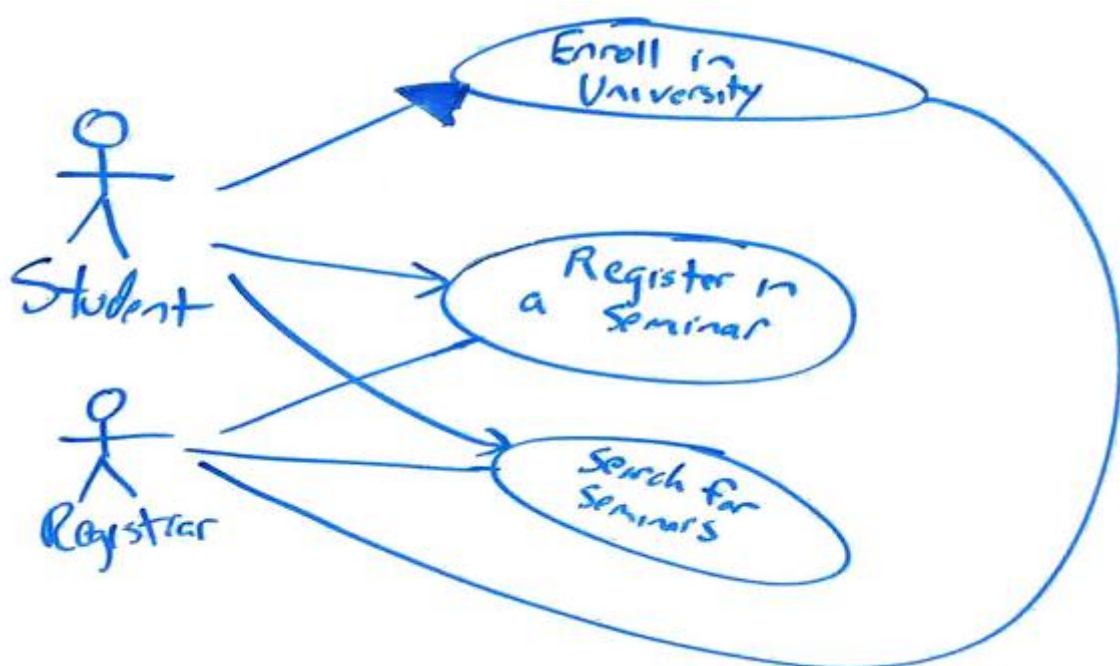 Enroll in
University
Student
Register in
a Seminar
Registrar
Search for
Seminars